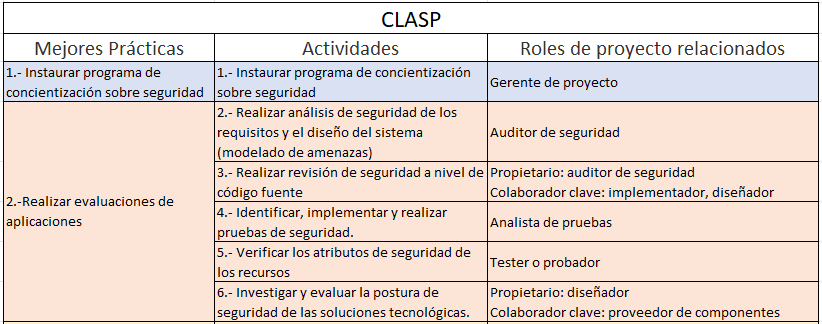 CLASP
Mejores Prácticas
Actividades
Roles de proyecto relacionados
1.- Instaurar programa de
concientización sobre seguridad
1.- Instaurar programa de concientización
sobre seguridad
Gerente de proyecto
2.-Realizar evaluaciones de
aplicaciones
2.- Realizar análisis de seguridad de los
requisitos y el diseño del sistema
(modelado de amenazas)
Auditor de seguridad
3.- Realizar revisión de seguridad a nivel de
código fuente
Propietario: auditor de seguridad
Colaborador clave: implementador, diseñador
4.- Identificar, implementar y realizar
pruebas de seguridad.
Analista de pruebas
5.- Verificar los atributos de seguridad de
los recursos
Tester o probador
6.- Investigar y evaluar la postura de
seguridad de las soluciones tecnológicas.
Propietario: diseñador
Colaborador clave: proveedor de componentes